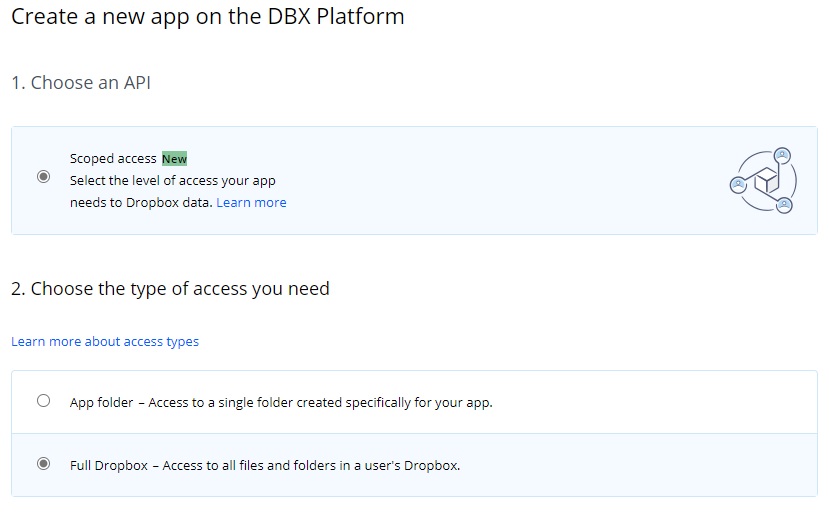 Create a new app on the DBX Platform
1. Choose an API
Scoped access New
Select the level of access your app
needs to Dropbox data. Learn more
2. Choose the type of access you need
Learn more about access types
App folder – Access to a single folder created specifically for your app.
Full Dropbox – Access to all files and folders in a user's Dropbox.